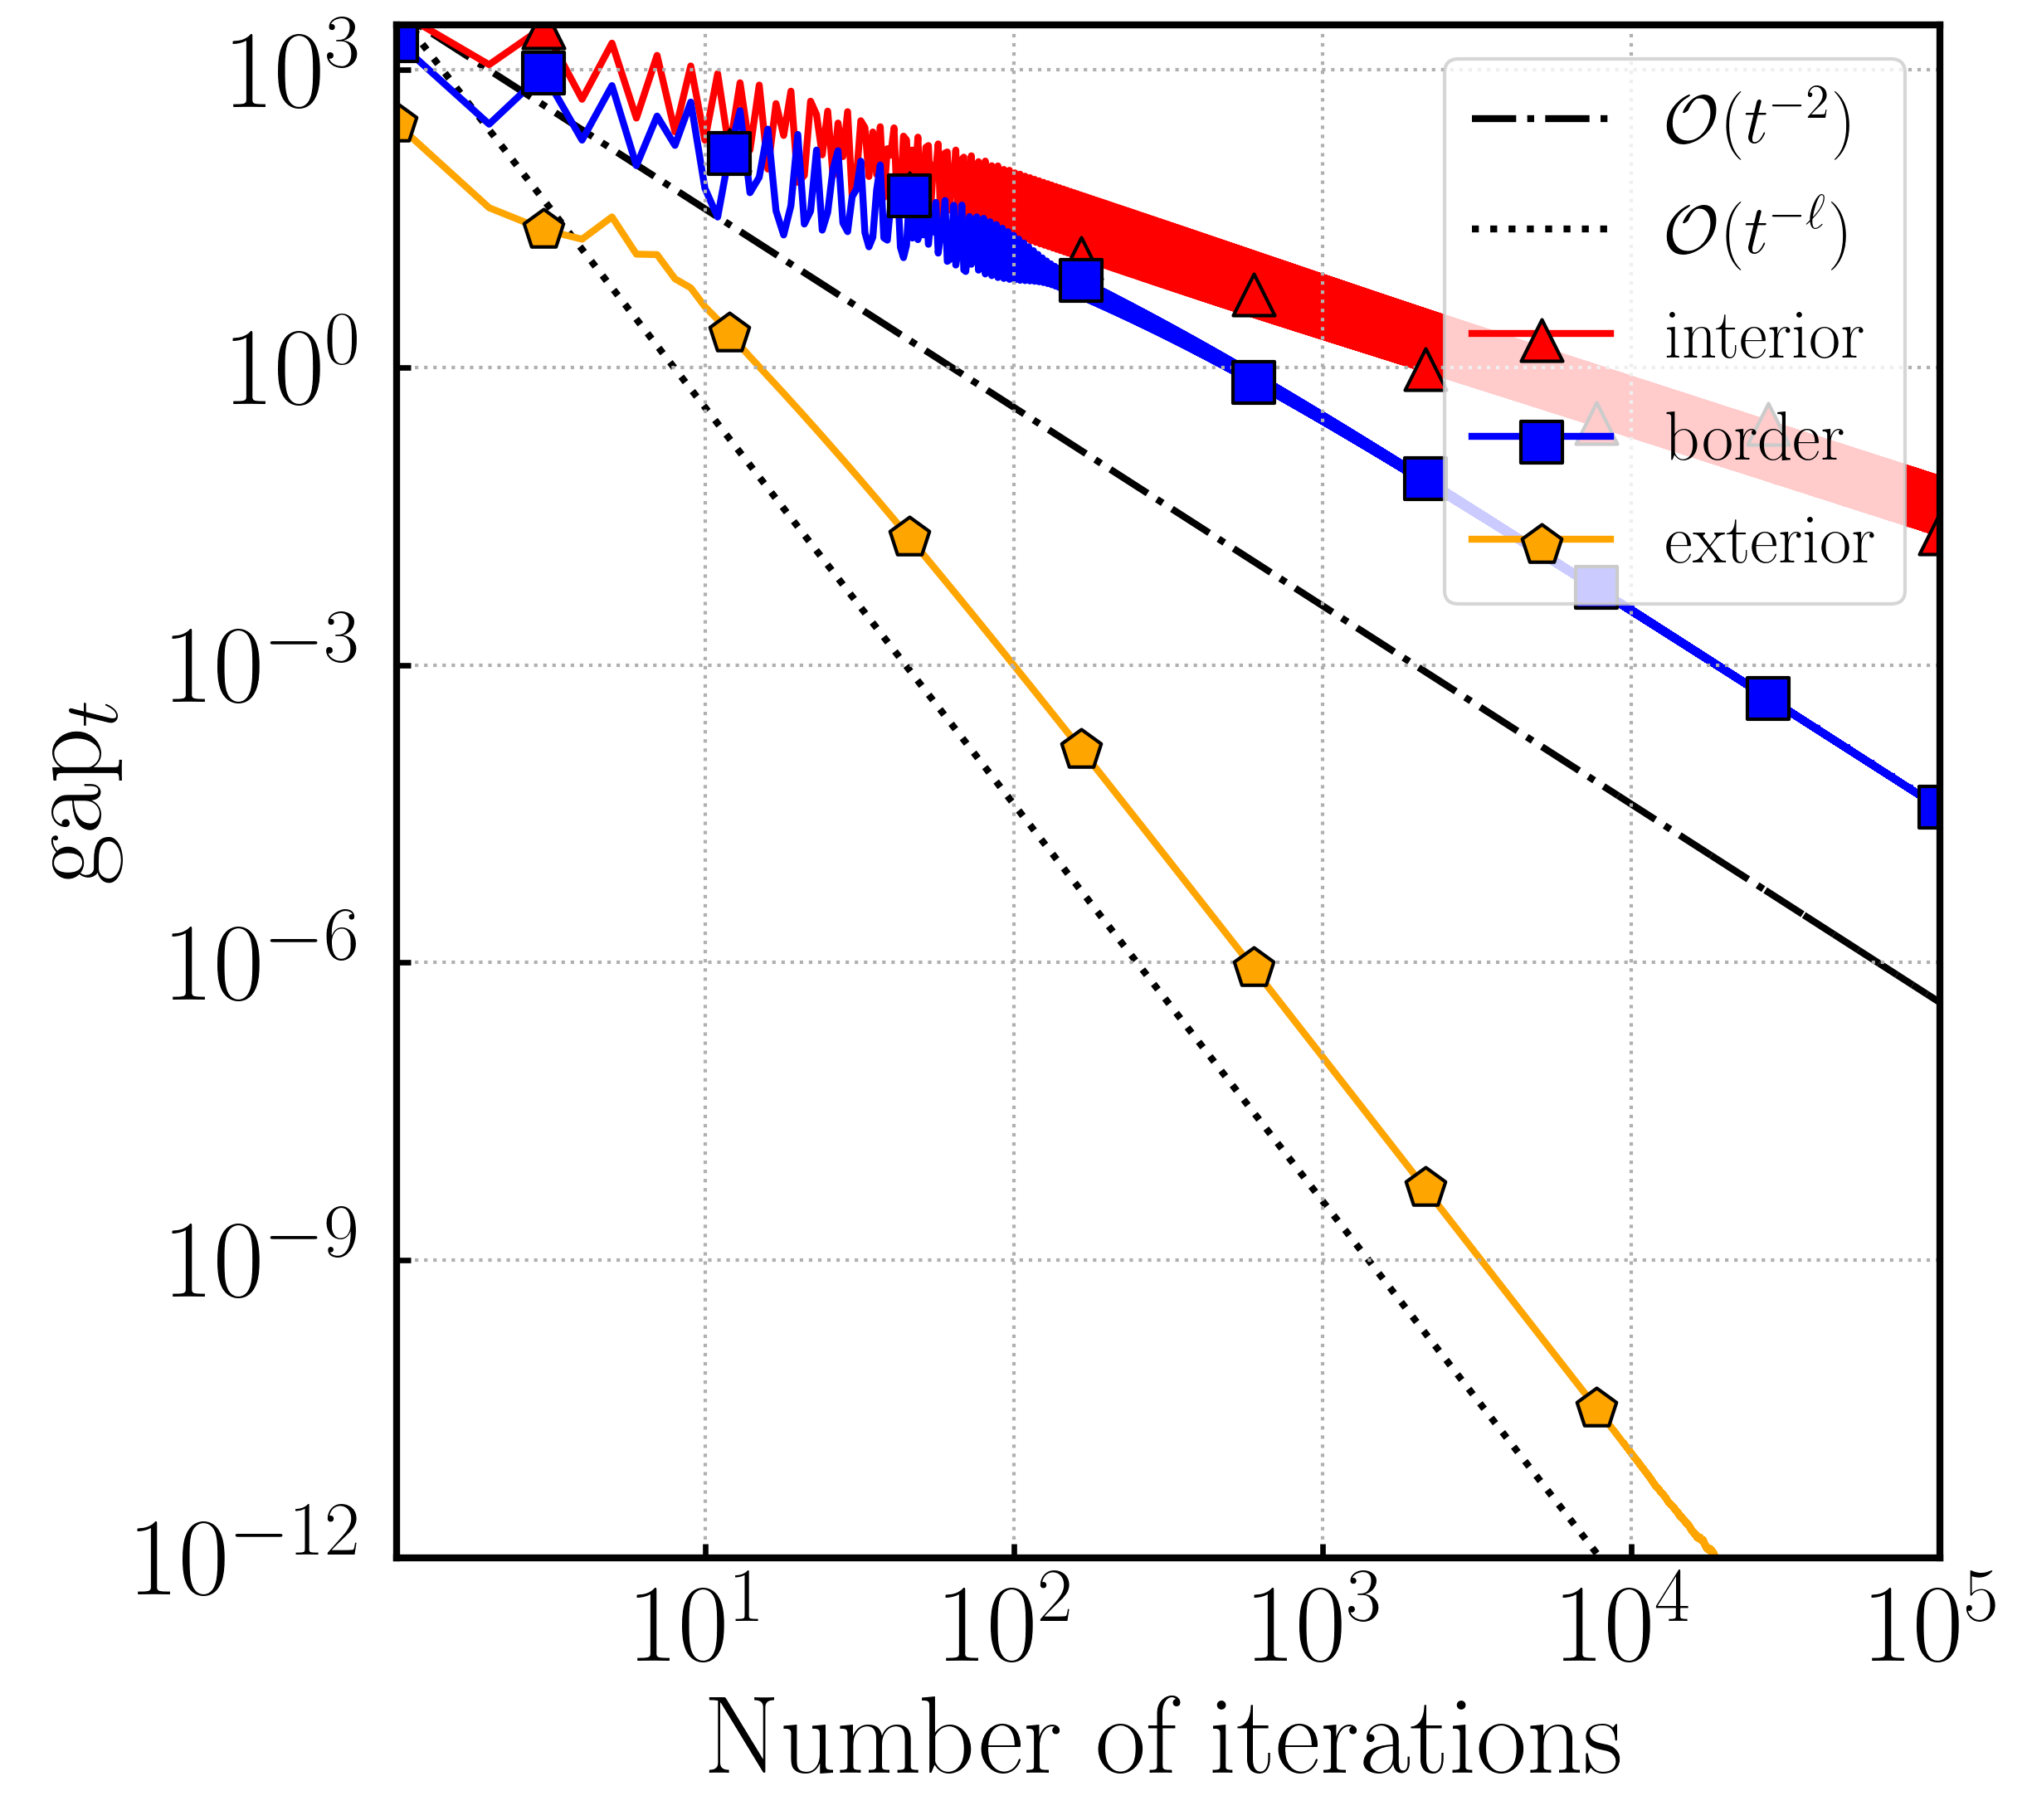 gap_t
10^3
10^0
10^−3
10^−6
10^−9
10^−12
10^1
10^2
10^3
10^4
10^5
Number of iterations
𝒪(t^−2)
𝒪(t^−ℓ)
interior
border
exterior